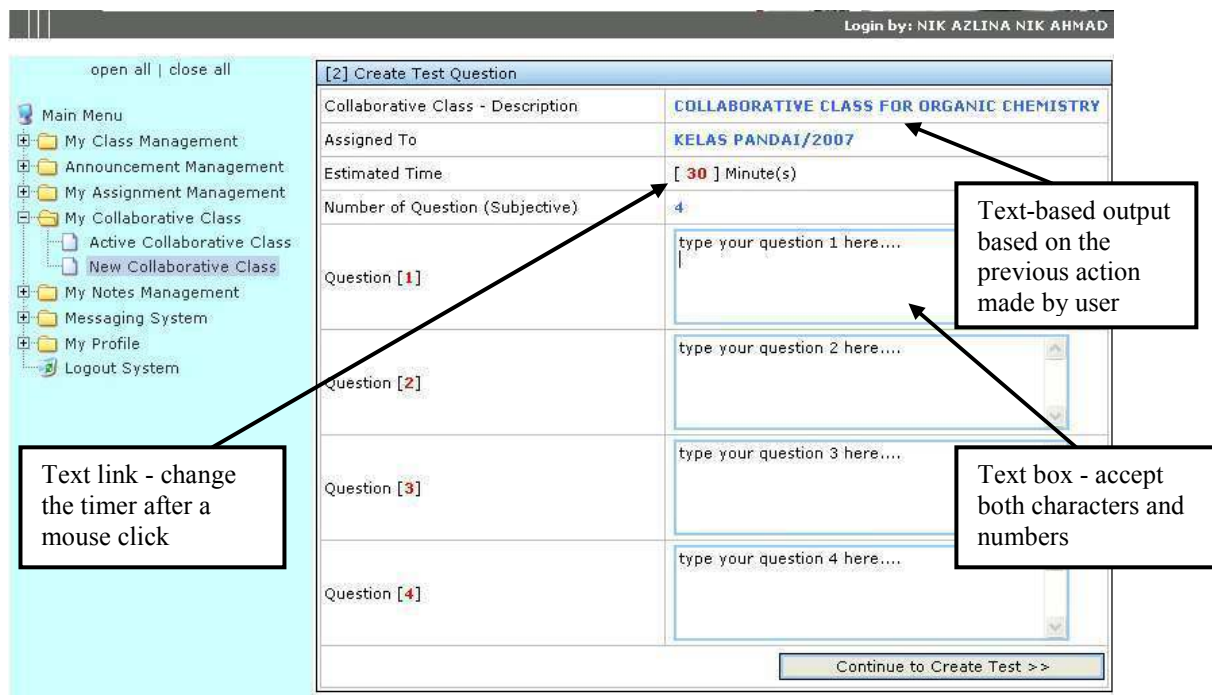 Login by: NIK AZLINA NIK AHMAD
open all | close all
Main Menu
My Class Management
Announcement Management
My Assignment Management
My Collaborative Class
Active Collaborative Class
New Collaborative Class
My Notes Management
Messaging System
My Profile
Logout System
[2] Create Test Question
Collaborative Class - Description
COLLABORATIVE CLASS FOR ORGANIC CHEMISTRY
Assigned To
KELAS PANDAI/2007
Estimated Time
[ 30 ] Minute(s)
Number of Question (Subjective)
4
Question [1]
type your question 1 here....
Question [2]
type your question 2 here....
Question [3]
type your question 3 here....
Question [4]
type your question 4 here....
Continue to Create Test >>
Text-based output
based on the
previous action
made by user
Text link - change
the timer after a
mouse click
Text box - accept
both characters and
numbers